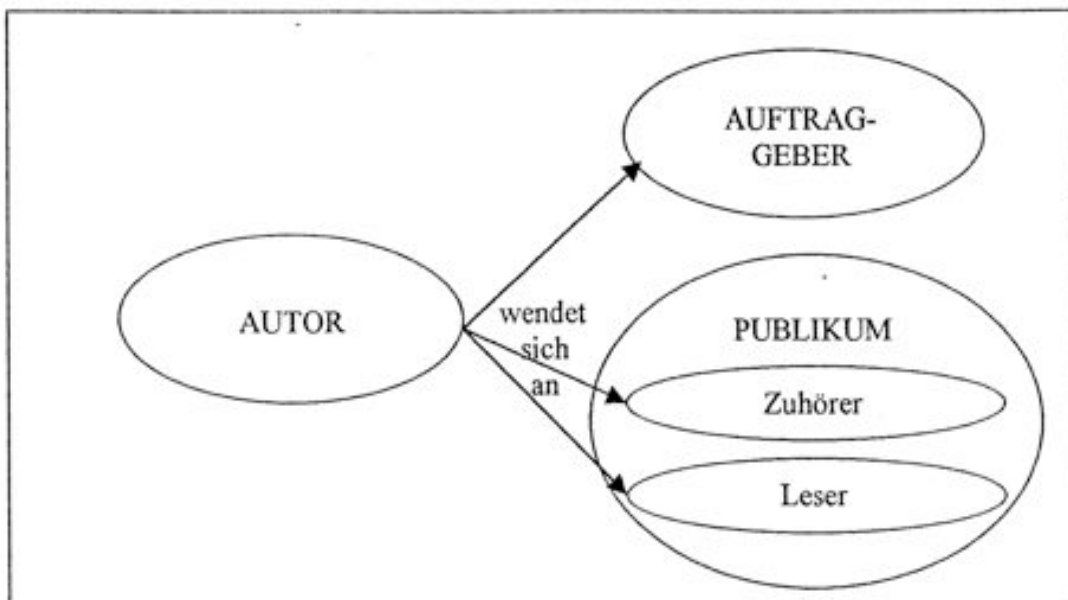 AUFTRAG-
GEBER
AUTOR
wendet
sich
an
PUBLIKUM
Zuhörer
Leser